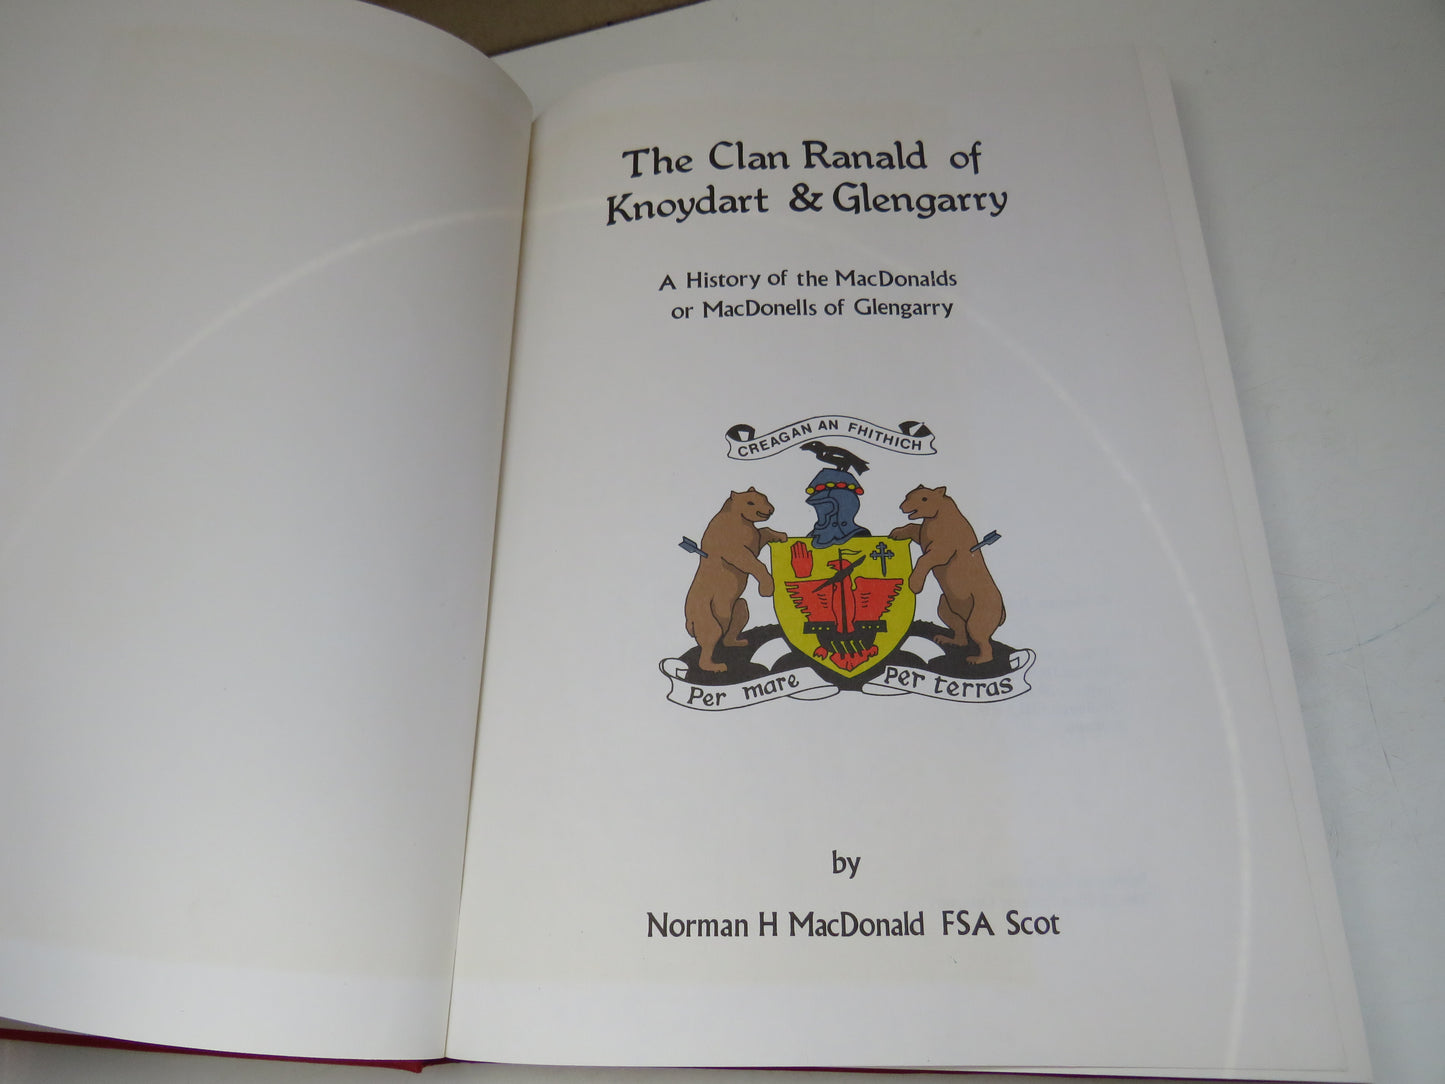 The Clan Ranald of
Knoydart & Glengarry
A History of the MacDonalds
or MacDonells of Glengarry
CREAGAN AN FHITHICH
Per mare per terras
by
Norman H MacDonald FSA Scot